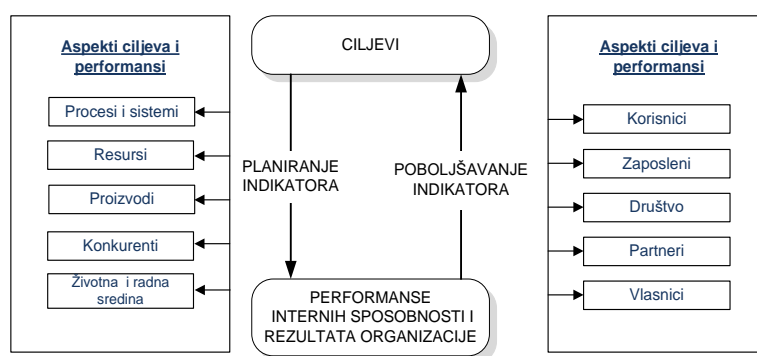 Aspekti ciljeva i
performansi
Procesi i sistemi
Resursi
Proizvodi
Konkurenti
Životna i radna
sredina
CILJEVI
PLANIRANJE
INDIKATORA
POBOLJŠAVANJE
INDIKATORA
PERFORMANSE
INTERNIH SPOSOBNOSTI I
REZULTATA ORGANIZACIJE
Aspekti ciljeva i
performansi
Korisnici
Zaposleni
Društvo
Partneri
Vlasnici